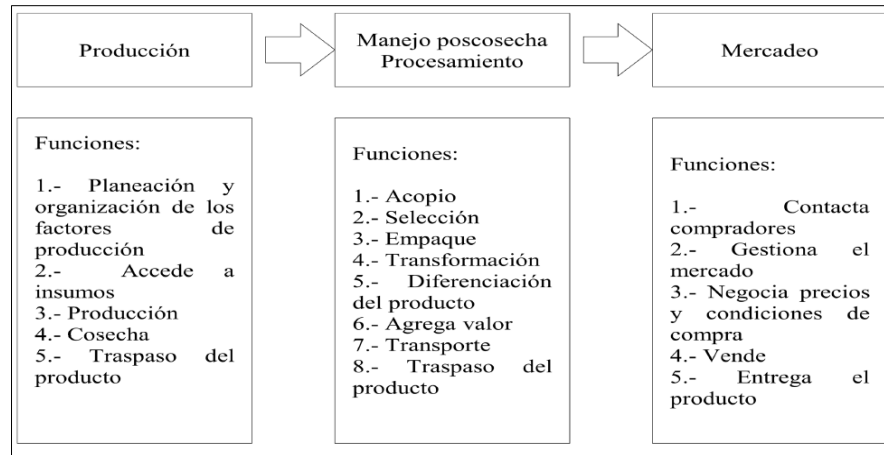 Producción
Manejo poscosecha
Procesamiento
Mercadeo
Funciones:
1.- Planeación y
organización de los
factores de
producción
2.- Accede a
insumos
3.- Producción
4.- Cosecha
5.- Traspaso del
producto
Funciones:
1.- Acopio
2.- Selección
3.- Empaque
4.- Transformación
5.- Diferenciación
del producto
6.- Agrega valor
7.- Transporte
8.- Traspaso del
producto
Funciones:
1.- Contacta
compradores
2.- Gestiona el
mercado
3.- Negocia precios
y condiciones de
compra
4.- Vende
5.- Entrega el
producto